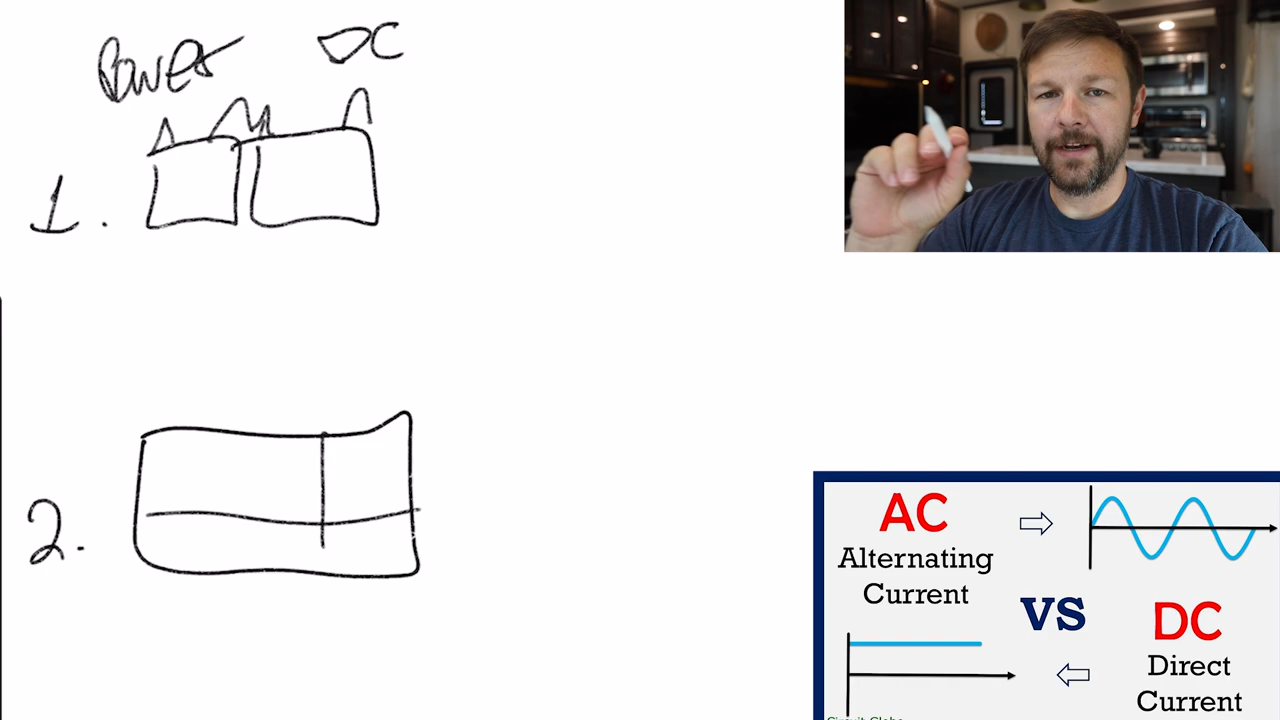 Power DC
1.
2.
AC
Alternating
Current
VS
DC
Direct
Current